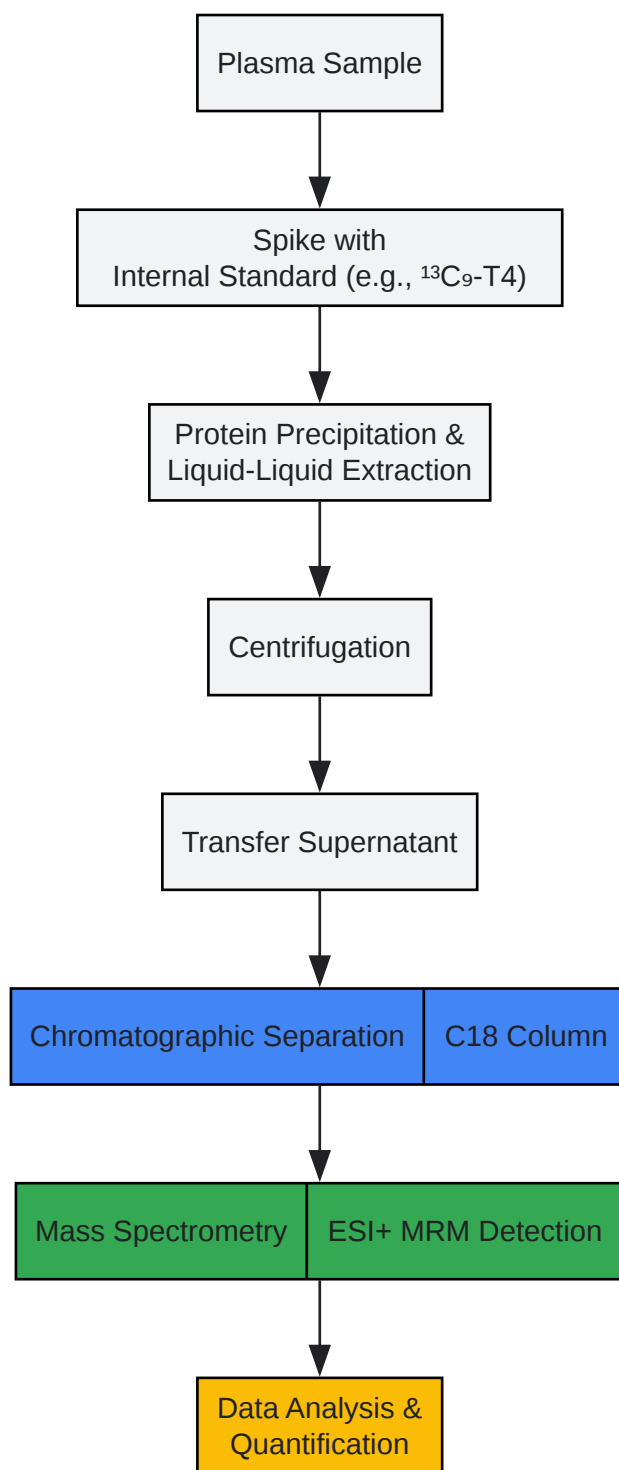 Plasma Sample
Spike with
Internal Standard (e.g., ¹³C₉-T4)
Protein Precipitation &
Liquid-Liquid Extraction
Centrifugation
Transfer Supernatant
Chromatographic Separation
C18 Column
Mass Spectrometry
ESI+ MRM Detection
Data Analysis &
Quantification